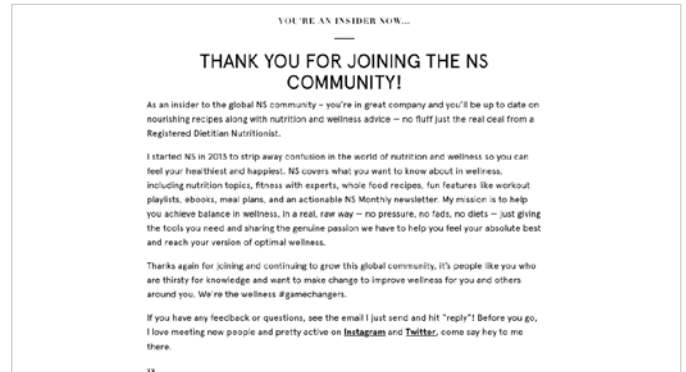 YOU'RE AN INSIDER NOW...
THANK YOU FOR JOINING THE NS
COMMUNITY!
As an insider to the global NS community – you're in great company and you'll be up to date on
nourishing recipes along with nutrition and wellness advice — no fluff just the real deal from a
Registered Dietitian Nutritionist.
I started NS in 2015 to strip away confusion in the world of nutrition and wellness so you can
feel your healthiest and happiest. NS covers what you want to know about in wellness,
including nutrition topics, fitness with experts, whole food recipes, fun features like workout
playlists, ebooks, meal plans, and an actionable NS Monthly newsletter. My mission is to help
you achieve balance in wellness, in a real, raw way — no pressure, no fads, no diets — just giving
the tools you need and sharing the genuine passion we have to help you feel your absolute best
and reach your version of optimal wellness.
Thanks again for joining and continuing to grow this global community, it's people like you who
are thirsty for knowledge and want to make change to improve wellness for you and others
around you. We're the wellness #gamechangers.
If you have any feedback or questions, see the email I just send and hit "reply"! Before you go,
I love meeting new people and pretty active on Instagram and Twitter, come say hey to me
there.